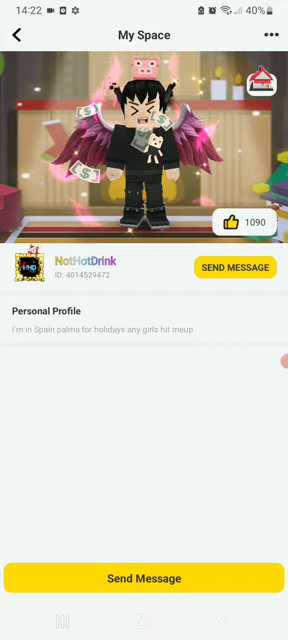 14:22
40%
My Space
[$]
[$]
[$]
1090
NotHotDrink
ID: 4014529472
SEND MESSAGE
Personal Profile
I'm in Spain palma for holidays any girls hit meup
Send Message